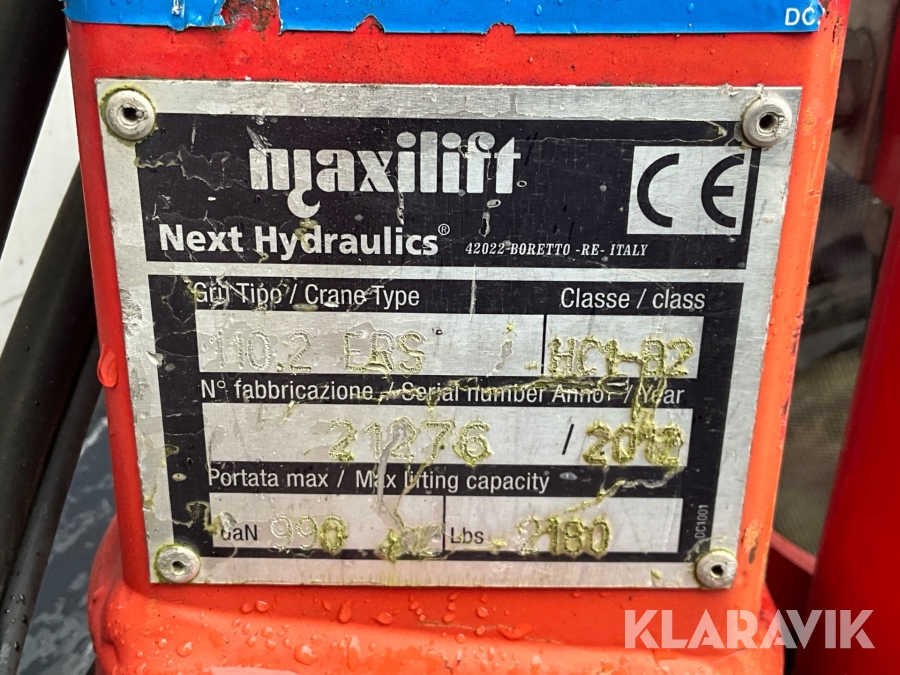 DC.
maxilift
CE
Next Hydraulics® 42022-BORETTO -RE- ITALY
Gru Tipo / Crane Type Classe / class
110.2 ERS HC1-B2
N° fabbricazione / Serial number Anno / Year
21276 / 2012
Portata max / Max lifting capacity
daN 990 Lbs 2180
DC1001
KLARAVIK